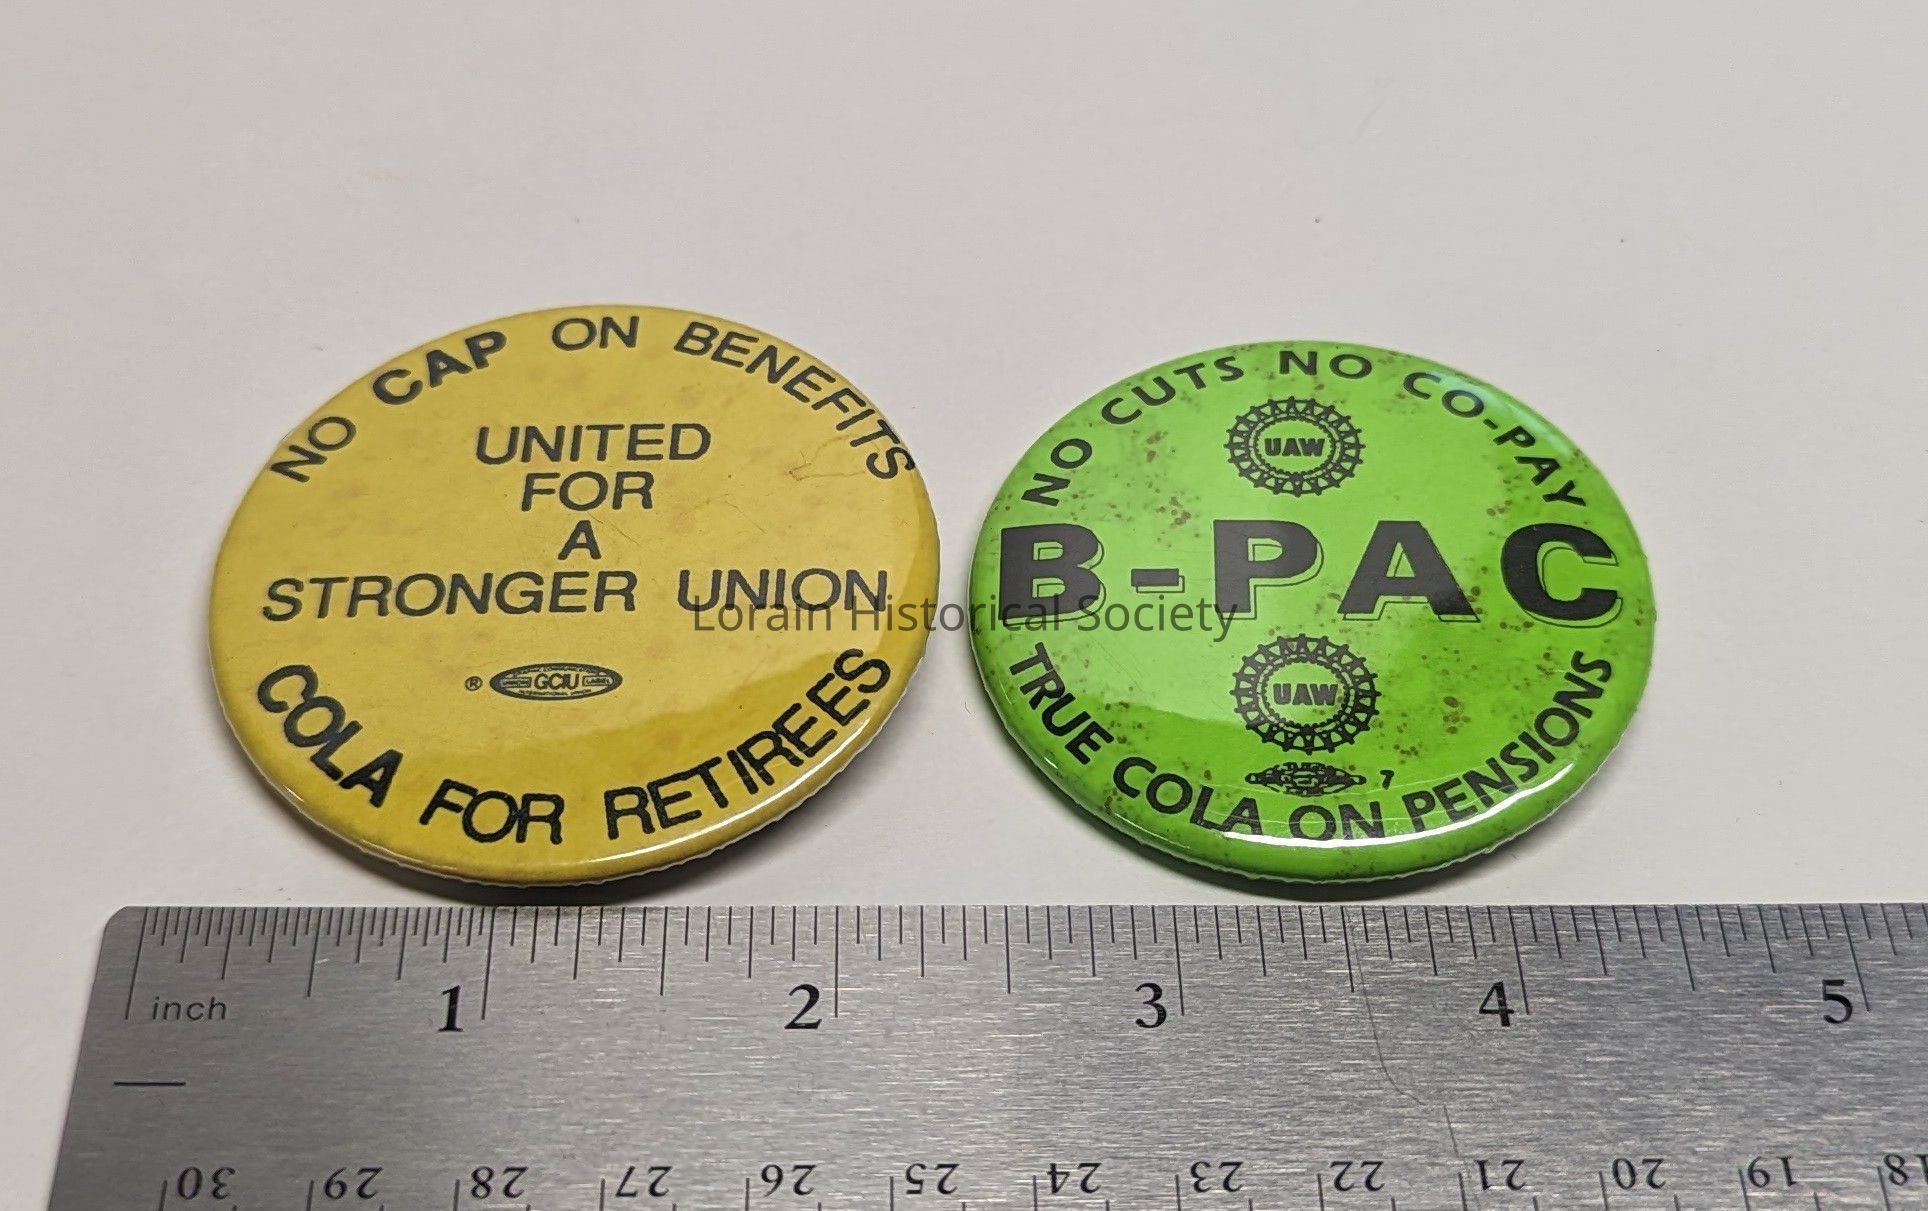 NO CAP ON BENEFITS
UNITED
FOR
A
STRONGER UNION
® GCIU
COLA FOR RETIREES
NO CUTS NO CO-PAY
UAW
B-PAC
UAW
7
TRUE COLA ON PENSIONS
Lorain Historical Society
inch 1 2 3 4 5
30 29 28 27 26 25 24 23 22 21 20 19 18